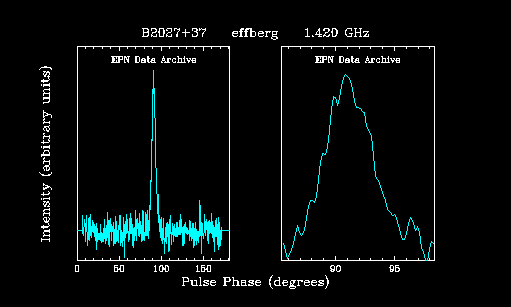 B2027+37 effberg 1.420 GHz
EPN Data Archive
EPN Data Archive
Intensity (arbitrary units)
0 50 100 150
90 95
Pulse Phase (degrees)